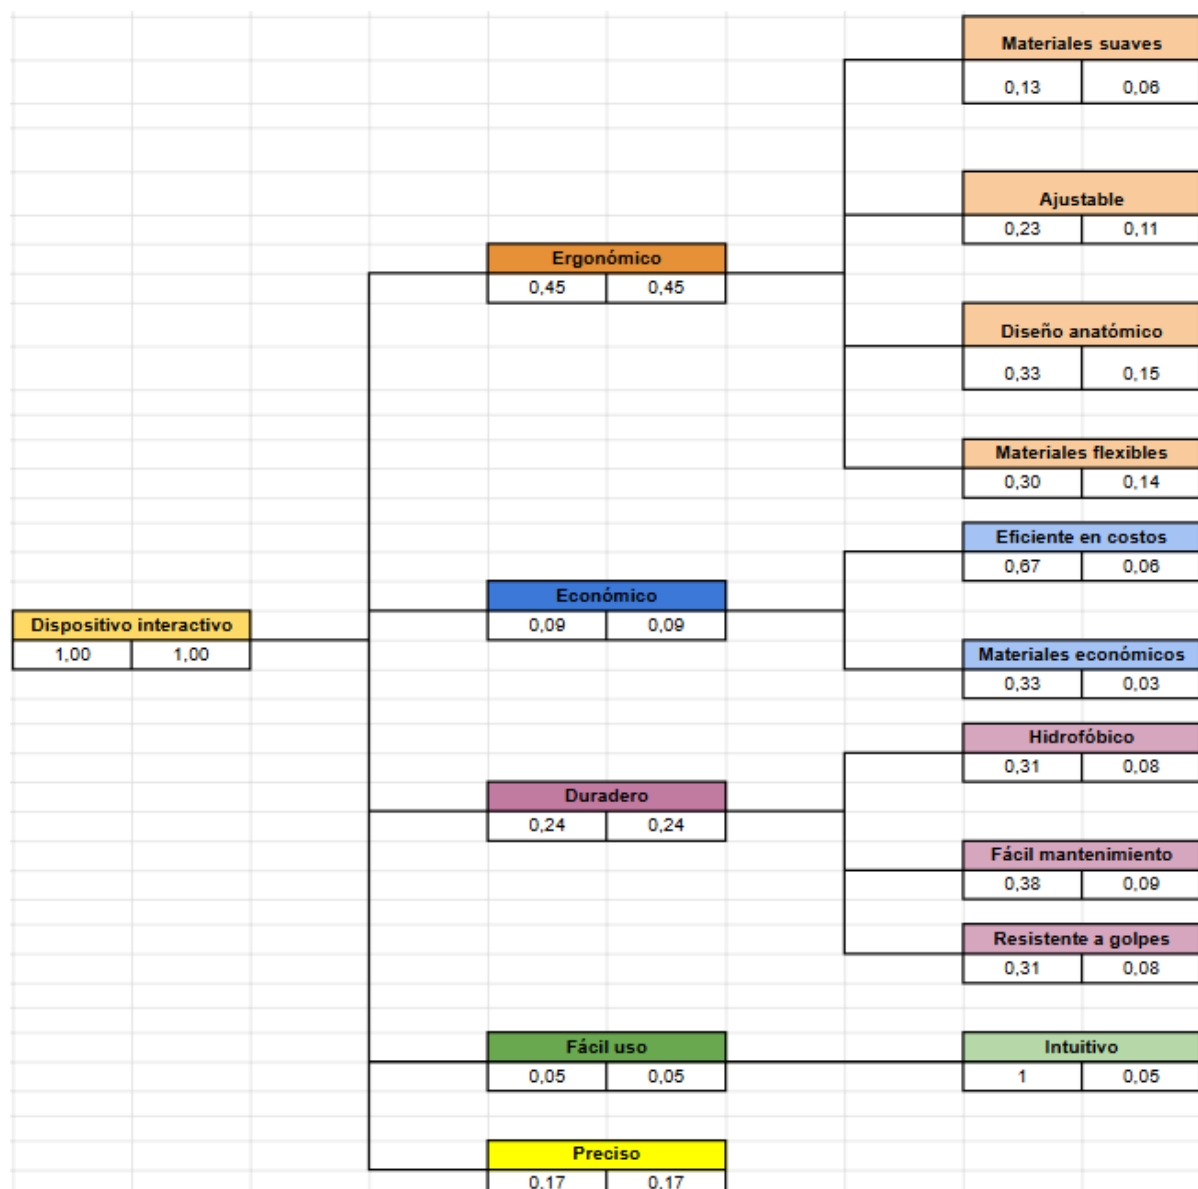 Materiales suaves
0,13 0,06
Ajustable
0,23 0,11
Ergonómico
0,45 0,45
Diseño anatómico
0,33 0,15
Materiales flexibles
0,30 0,14
Eficiente en costos
0,67 0,06
Económico
0,09 0,09
Dispositivo interactivo
1,00 1,00
Materiales económicos
0,33 0,03
Hidrofóbico
0,31 0,08
Duradero
0,24 0,24
Fácil mantenimiento
0,38 0,09
Resistente a golpes
0,31 0,08
Fácil uso
0,05 0,05
Intuitivo
1 0,05
Preciso
0,17 0,17